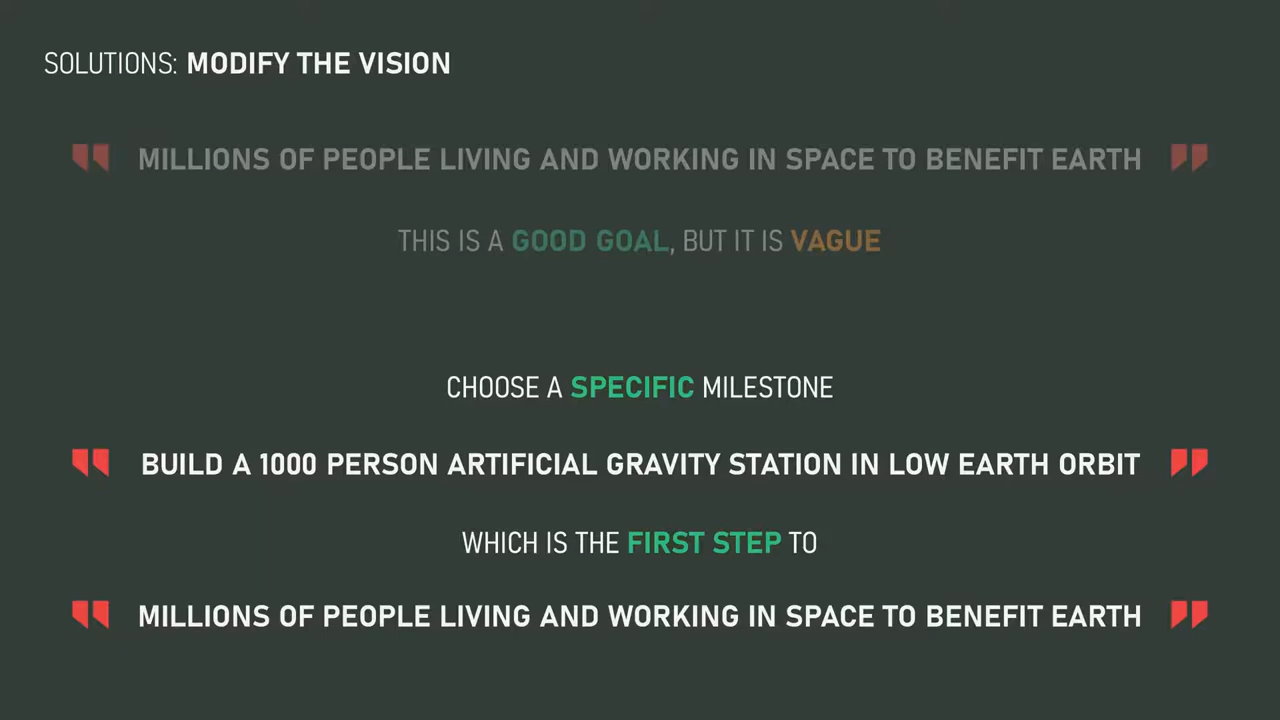 SOLUTIONS: MODIFY THE VISION
" MILLIONS OF PEOPLE LIVING AND WORKING IN SPACE TO BENEFIT EARTH "
THIS IS A GOOD GOAL, BUT IT IS VAGUE
CHOOSE A SPECIFIC MILESTONE
" BUILD A 1000 PERSON ARTIFICIAL GRAVITY STATION IN LOW EARTH ORBIT "
WHICH IS THE FIRST STEP TO
" MILLIONS OF PEOPLE LIVING AND WORKING IN SPACE TO BENEFIT EARTH "